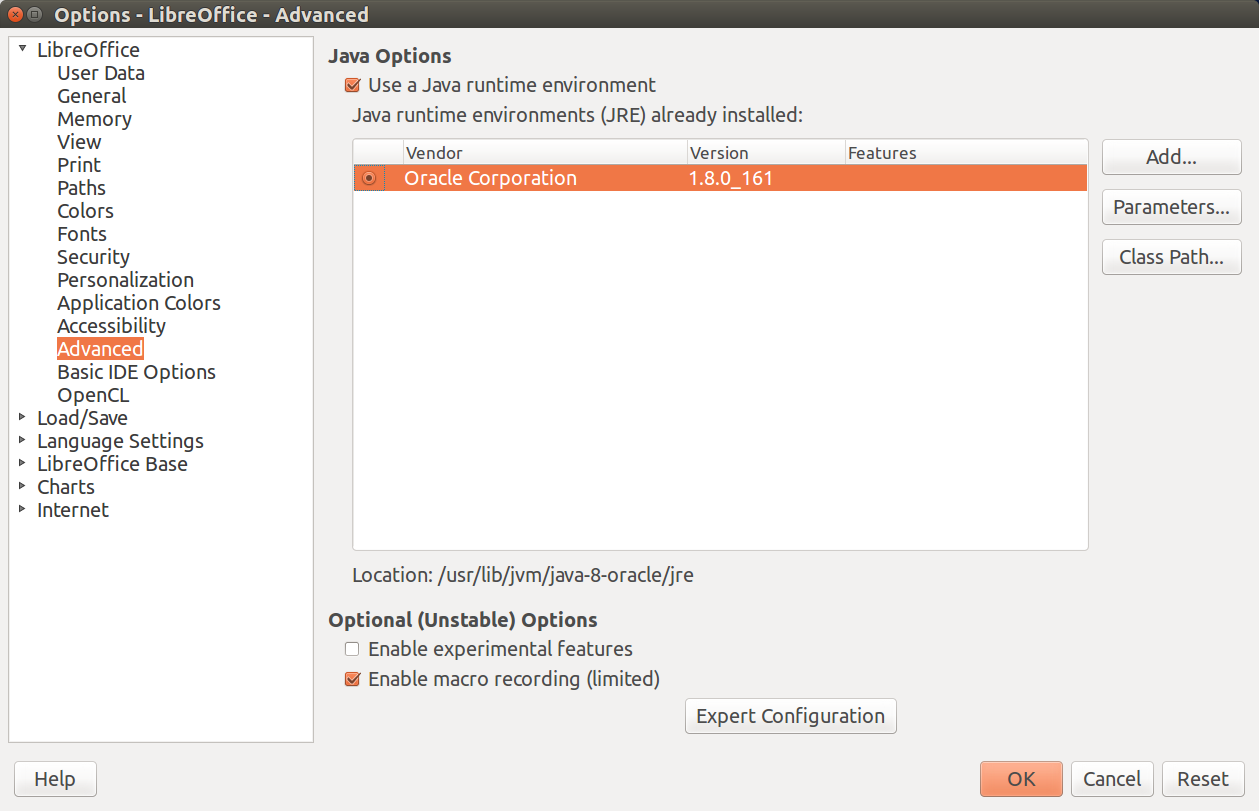 Options - LibreOffice - Advanced
LibreOffice
User Data
General
Memory
View
Print
Paths
Colors
Fonts
Security
Personalization
Application Colors
Accessibility
Advanced
Basic IDE Options
OpenCL
Load/Save
Language Settings
LibreOffice Base
Charts
Internet
Java Options
Use a Java runtime environment
Java runtime environments (JRE) already installed:
Vendor Version Features
Oracle Corporation 1.8.0_161
Add...
Parameters...
Class Path...
Location: /usr/lib/jvm/java-8-oracle/jre
Optional (Unstable) Options
Enable experimental features
Enable macro recording (limited)
Expert Configuration
Help OK Cancel Reset